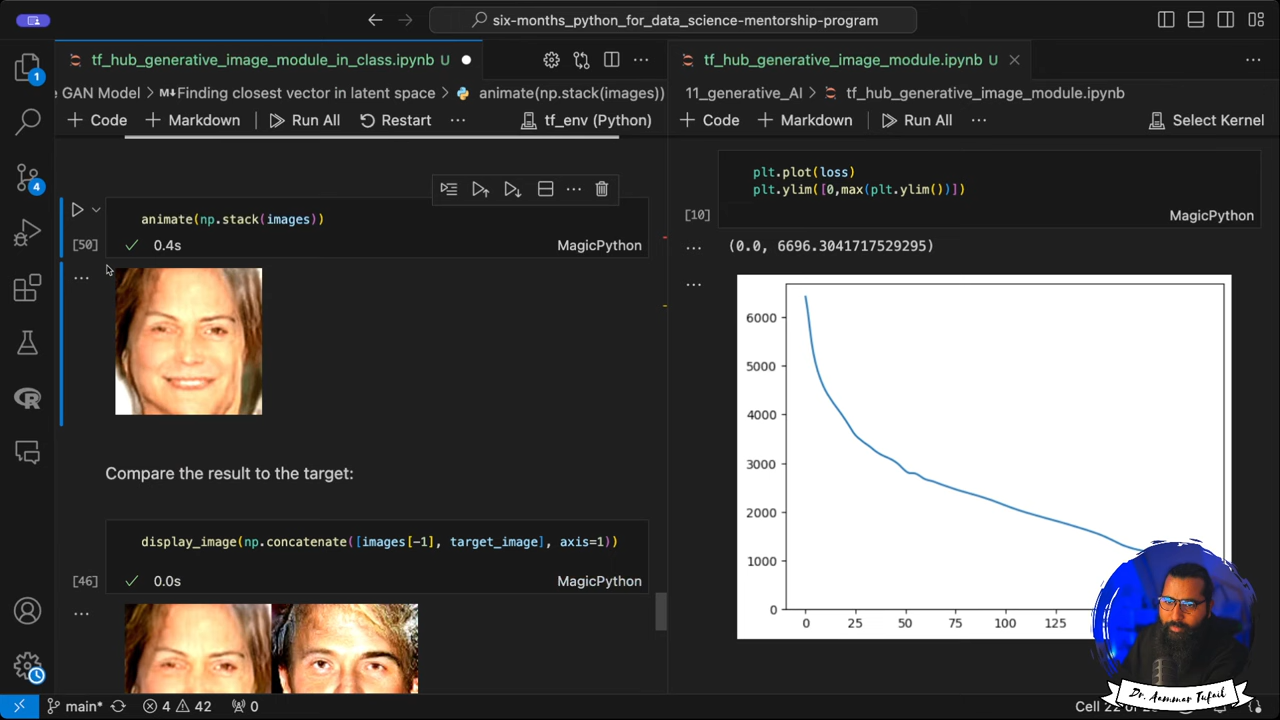 six-months_python_for_data_science-mentorship-program
tf_hub_generative_image_module_in_class.ipynb U
e GAN Model > M↓Finding closest vector in latent space > animate(np.stack(images))
+ Code + Markdown Run All Restart ... tf_env (Python)
animate(np.stack(images))
[50] 0.4s MagicPython
Compare the result to the target:
display_image(np.concatenate([images[-1], target_image], axis=1))
[46] 0.0s MagicPython
tf_hub_generative_image_module.ipynb U
11_generative_AI > tf_hub_generative_image_module.ipynb
+ Code + Markdown Run All ... Select Kernel
plt.plot(loss)
plt.ylim([0,max(plt.ylim())])
[10] MagicPython
(0.0, 6696.3041717529295)
6000
5000
4000
3000
2000
1000
0
0 25 50 75 100 125
Dr. Aammar Tufail
1
4
main* 4 42 0